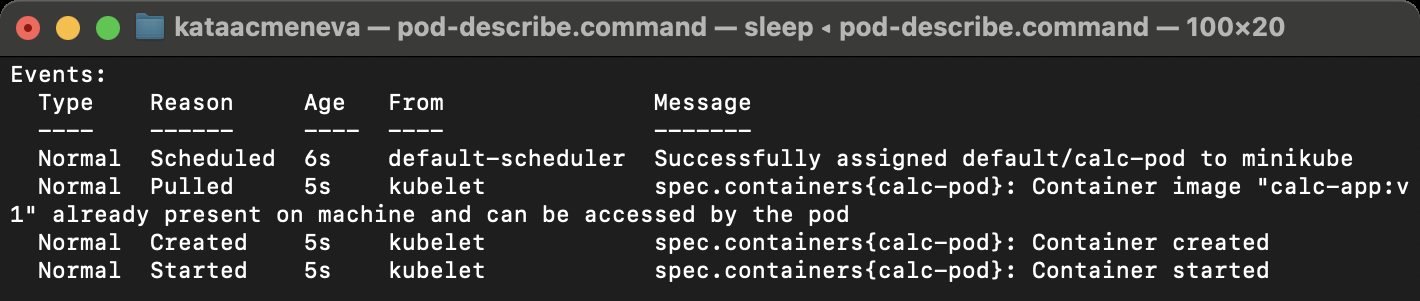 kataacmeneva — pod-describe.command — sleep ◂ pod-describe.command — 100×20
Events:
  Type    Reason     Age   From               Message
  ----    ------     ----  ----               -------
  Normal  Scheduled  6s    default-scheduler  Successfully assigned default/calc-pod to minikube
  Normal  Pulled     5s    kubelet            spec.containers{calc-pod}: Container image "calc-app:v
1" already present on machine and can be accessed by the pod
  Normal  Created    5s    kubelet            spec.containers{calc-pod}: Container created
  Normal  Started    5s    kubelet            spec.containers{calc-pod}: Container started